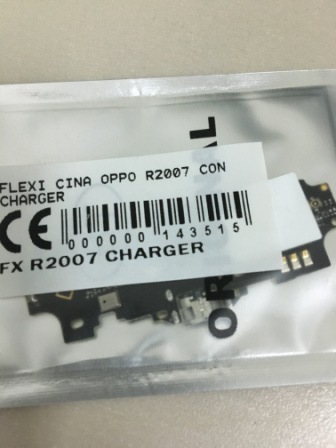 FLEXI CINA OPPO R2007 CON
CHARGER
CE
000000 143515
FX R2007 CHARGER